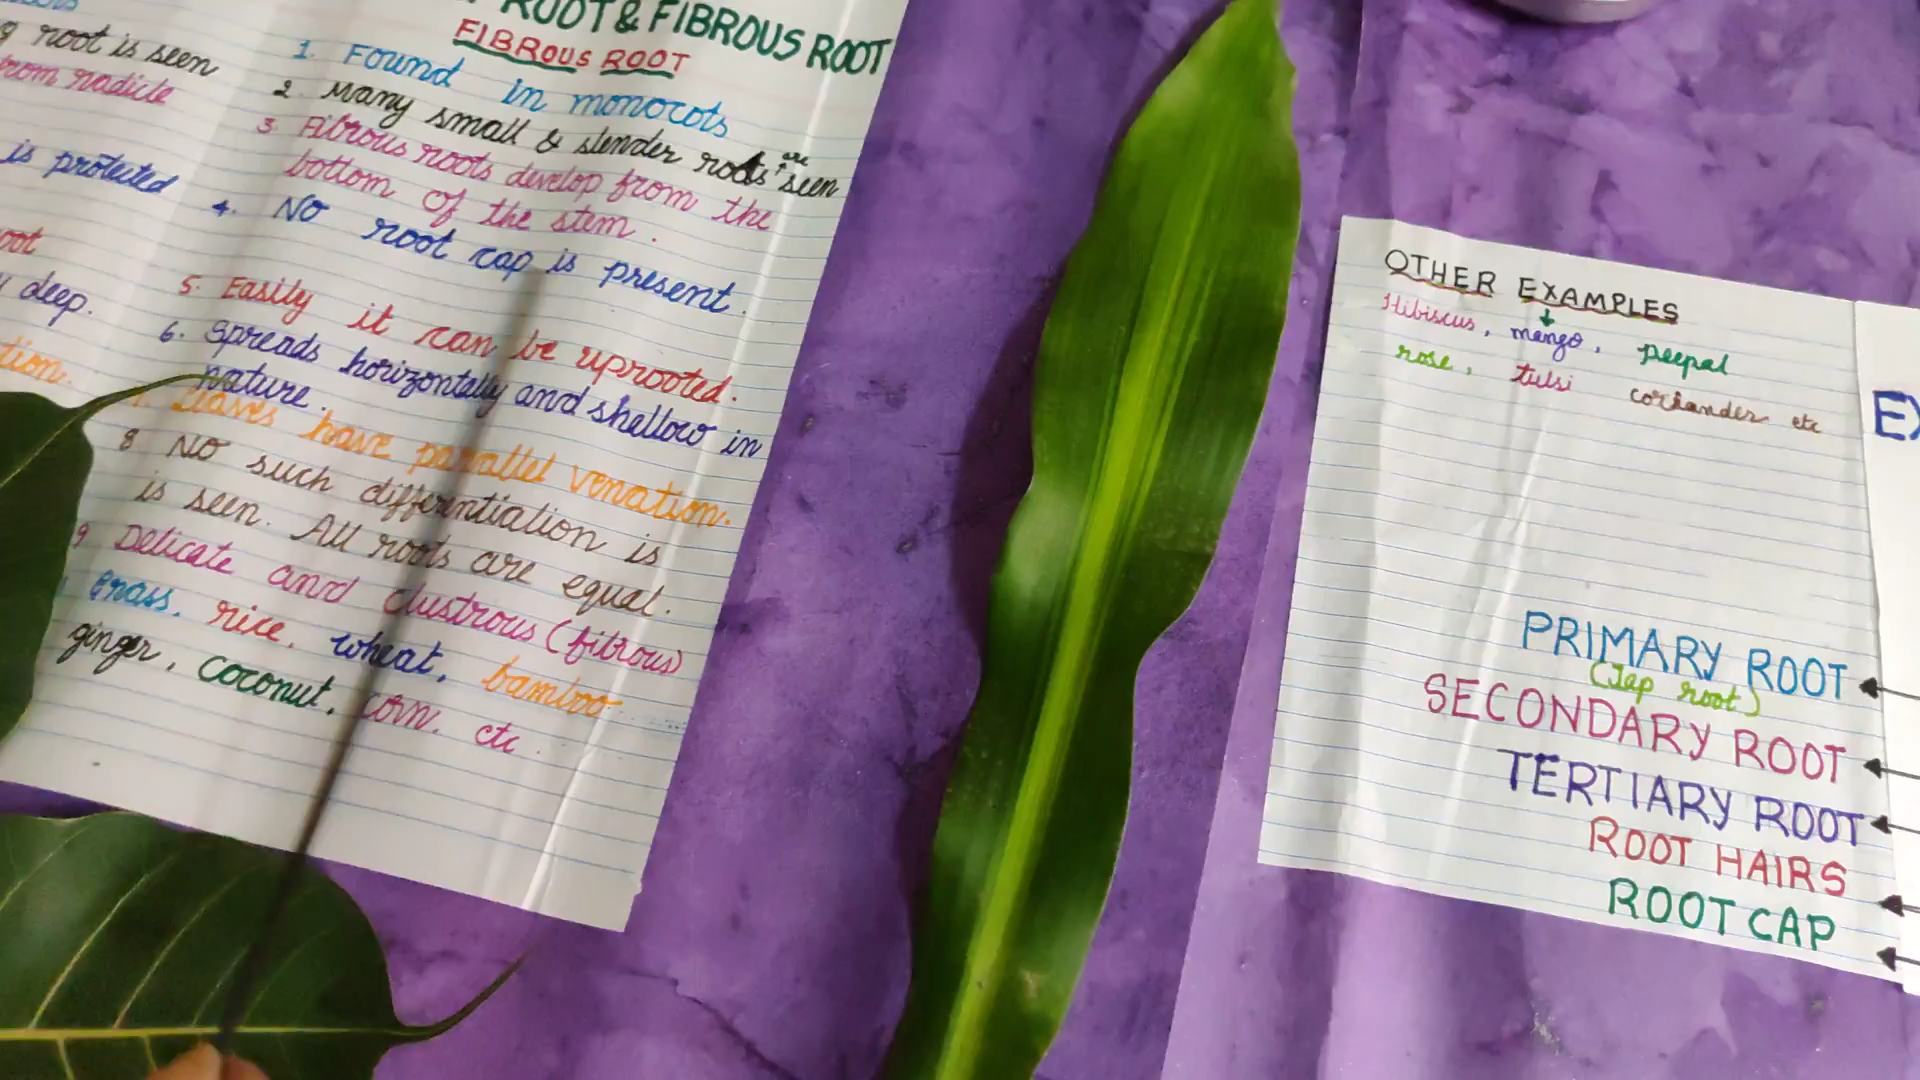 ROOT & FIBROUS ROOT
FIBROUS ROOT
1. Found in monocots
2 Many small & slender roots are seen
3. Fibrous roots develop from the
bottom of the stem.
4. No root cap is present.
5. Easily it can be uprooted.
6. Spreads horizontally and shellow in
nature.
Leaves have parallel venation.
8 No such differentiation is
is seen. All roots are equal.
9 Delicate and clustrous (fibrous)
Grass, rice, wheat, bamboo
ginger, coconut, corn. etc.
root is seen
from radicle
is protected
deep.
OTHER EXAMPLES
Hibiscus, mango, peepal
rose, tulsi coriander etc
PRIMARY ROOT
(Tap root)
SECONDARY ROOT
TERTIARY ROOT
ROOT HAIRS
ROOT CAP